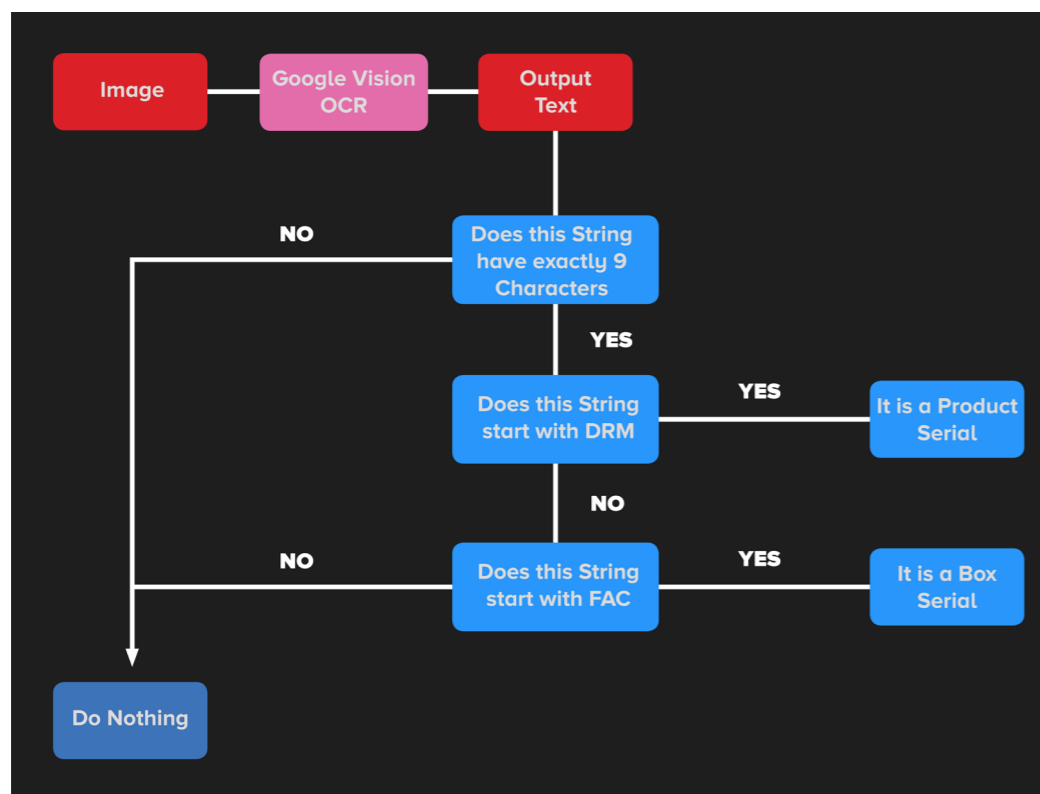 Image
Google Vision
OCR
Output
Text
NO
Does this String
have exactly 9
Characters
YES
Does this String
start with DRM
YES
It is a Product
Serial
NO
NO
Does this String
start with FAC
YES
It is a Box
Serial
Do Nothing